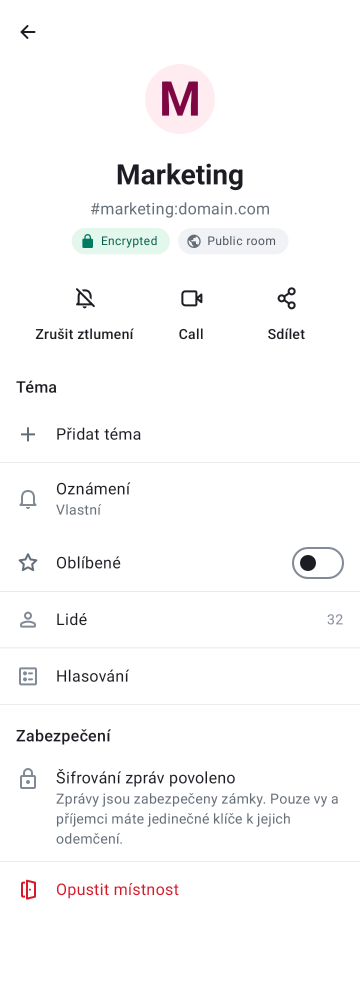 M
Marketing
#marketing:domain.com
Encrypted Public room
Zrušit ztlumení Call Sdílet
Téma
Přidat téma
Oznámení
Vlastní
Oblíbené
Lidé 32
Hlasování
Zabezpečení
Šifrování zpráv povoleno
Zprávy jsou zabezpečeny zámky. Pouze vy a
příjemci máte jedinečné klíče k jejich
odemčení.
Opustit místnost